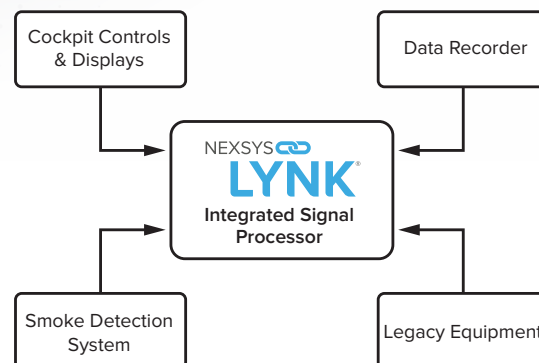 Cockpit Controls
& Displays
Data Recorder
NEXSYS
LYNK®
Integrated Signal
Processor
Smoke Detection
System
Legacy Equipment